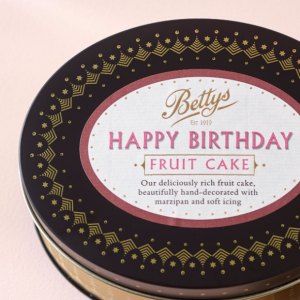 Bettys
Est. 1919
HAPPY BIRTHDAY
FRUIT CAKE
Our deliciously rich fruit cake,
beautifully hand-decorated with
marzipan and soft icing